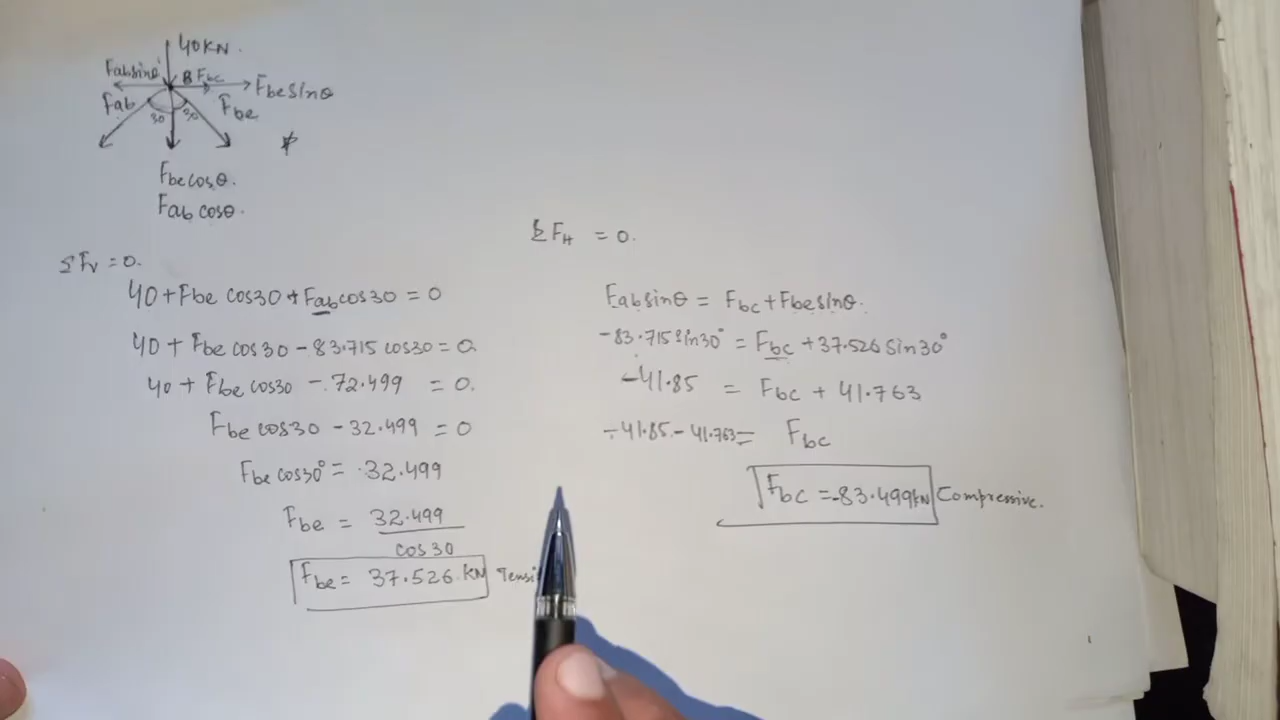 40KN.
Fabsinθ B Fbc Fbesinθ
Fab 30 30 Fbe
Fbecosθ.
Fabcosθ.
ΣFH = 0.
ΣFV = 0.
40+Fbe cos30 + Fabcos30 = 0
40 + Fbe cos30 - 83.715 cos30 = 0.
40 + Fbe cos30 - 72.499 = 0.
Fbe cos30 - 32.499 = 0
Fbe cos30° = 32.499
Fbe = 32.499
cos30
Fbe = 37.526 KN
Fabsinθ = Fbc + Fbesinθ.
-83.715 sin30° = Fbc + 37.526 Sin30°
-41.85 = Fbc + 41.763
-41.85 - 41.763 = Fbc
Fbc = -83.499KN Compressive.